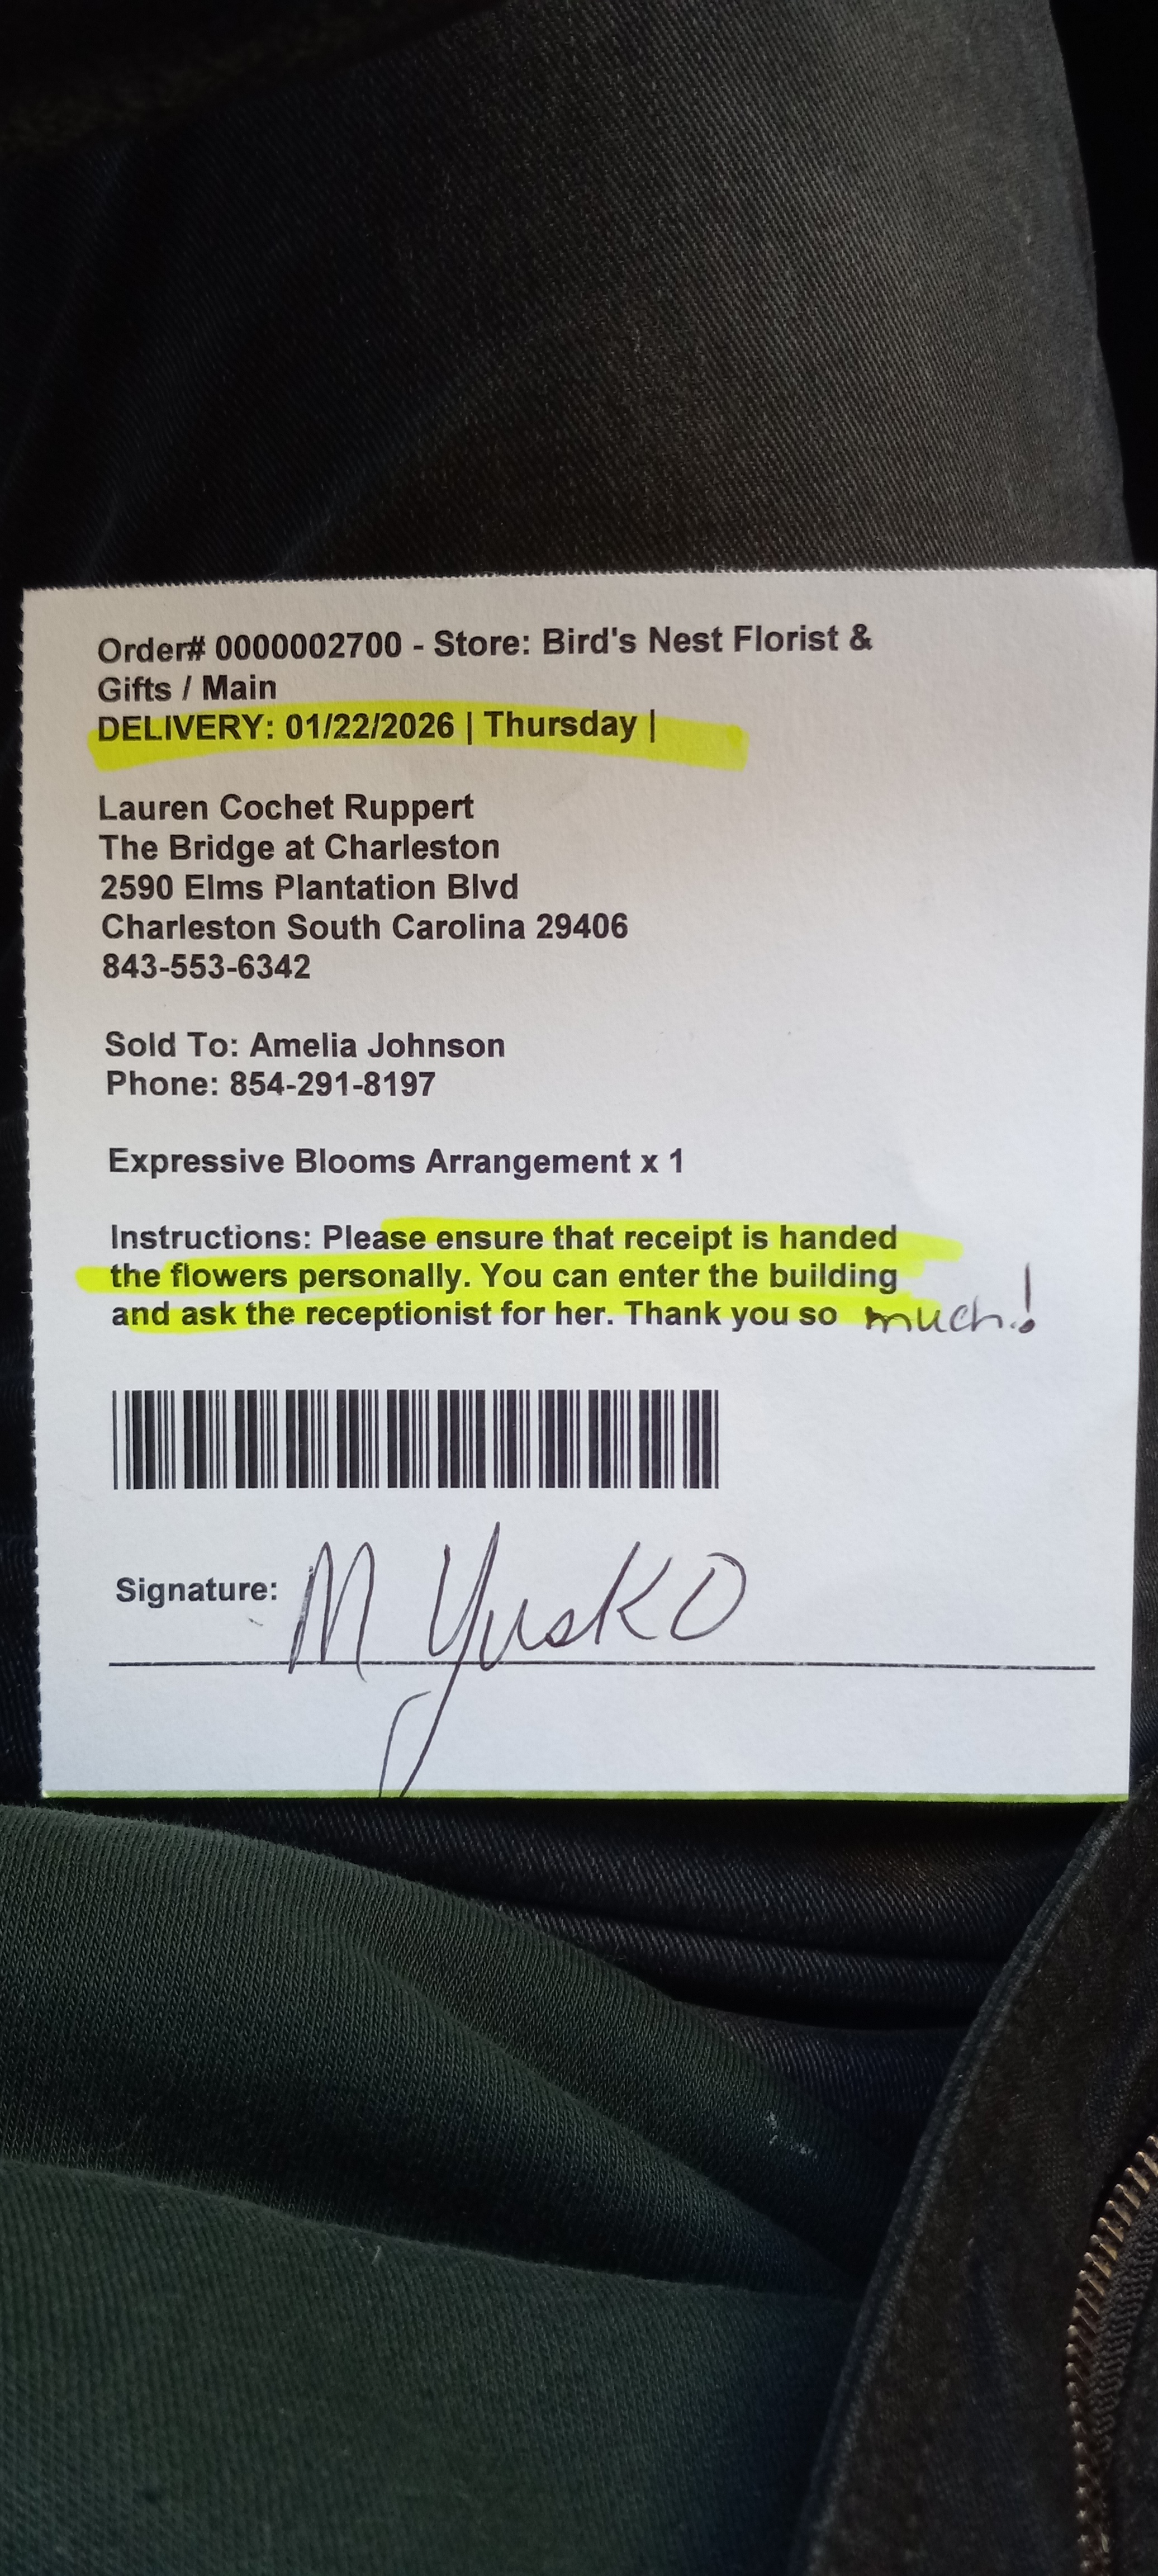 Order# 0000002700 - Store: Bird's Nest Florist &
Gifts / Main
DELIVERY: 01/22/2026 | Thursday |
Lauren Cochet Ruppert
The Bridge at Charleston
2590 Elms Plantation Blvd
Charleston South Carolina 29406
843-553-6342
Sold To: Amelia Johnson
Phone: 854-291-8197
Expressive Blooms Arrangement x 1
Instructions: Please ensure that receipt is handed
the flowers personally. You can enter the building
and ask the receptionist for her. Thank you so much!
Signature: M Yusko